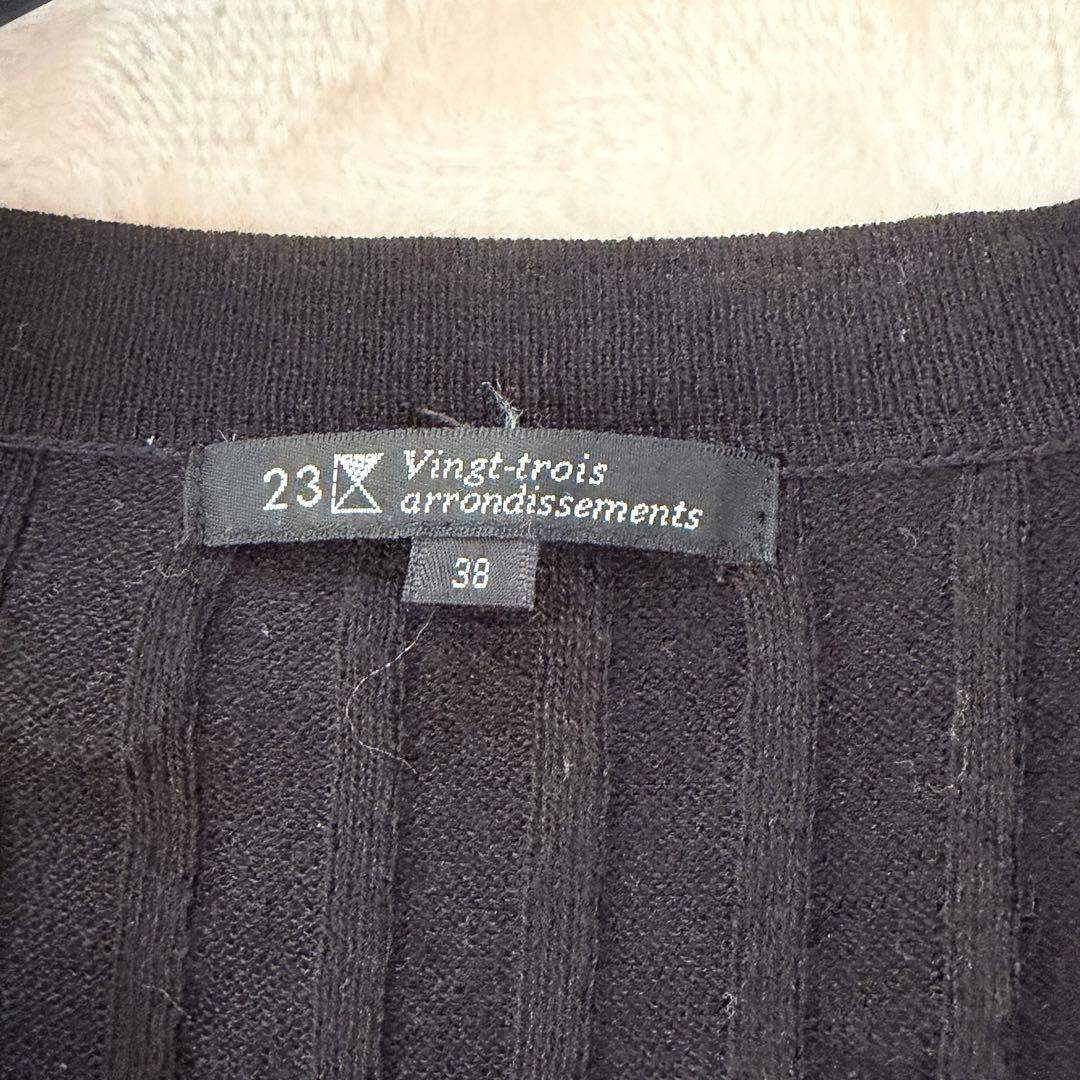 23 Vingt-trois
arrondissements
38